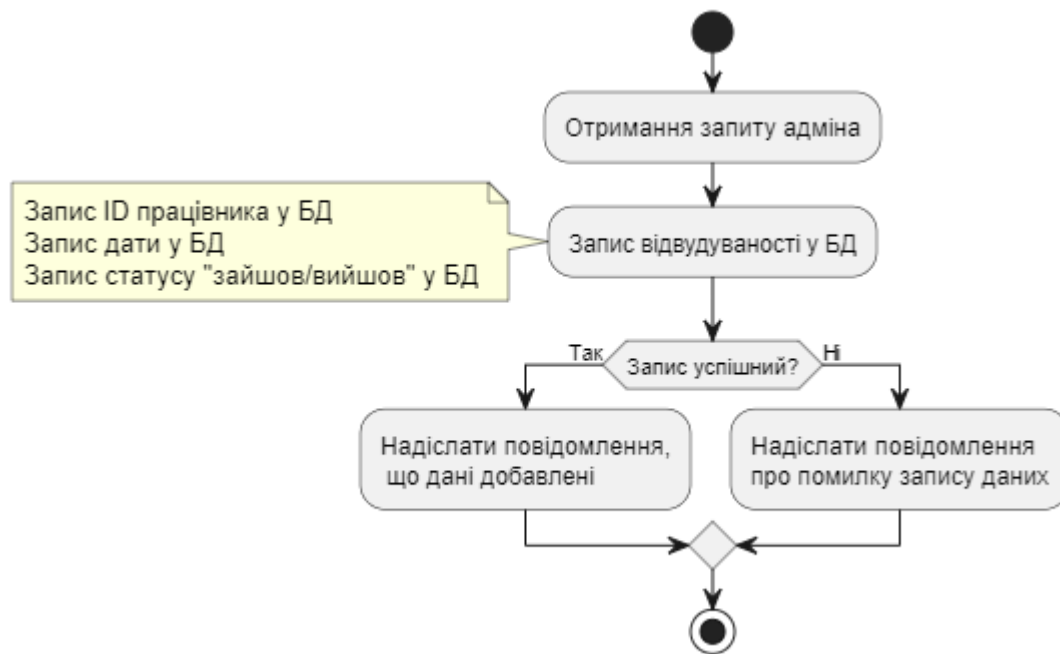 Отримання запиту адміна
Запис ID працівника у БД
Запис дати у БД
Запис статусу "зайшов/вийшов" у БД
Запис відвудуваності у БД
Запис успішний?
Так
Ні
Надіслати повідомлення,
що дані добавлені
Надіслати повідомлення
про помилку запису даних